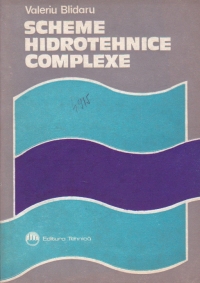 Valeriu Blidaru
SCHEME
HIDROTEHNICE
COMPLEXE
Editura Tehnică